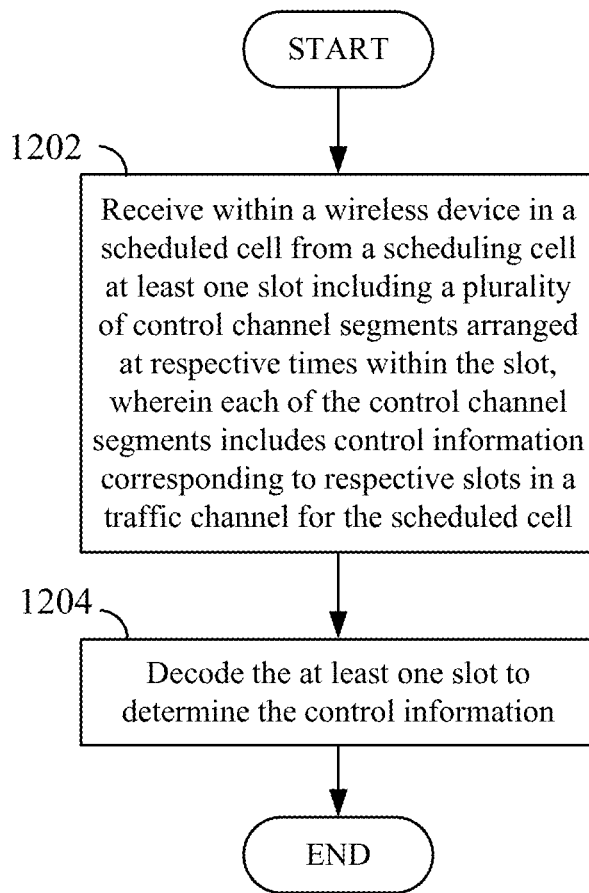 START
1202
Receive within a wireless device in a
scheduled cell from a scheduling cell
at least one slot including a plurality
of control channel segments arranged
at respective times within the slot,
wherein each of the control channel
segments includes control information
corresponding to respective slots in a
traffic channel for the scheduled cell
1204
Decode the at least one slot to
determine the control information
END